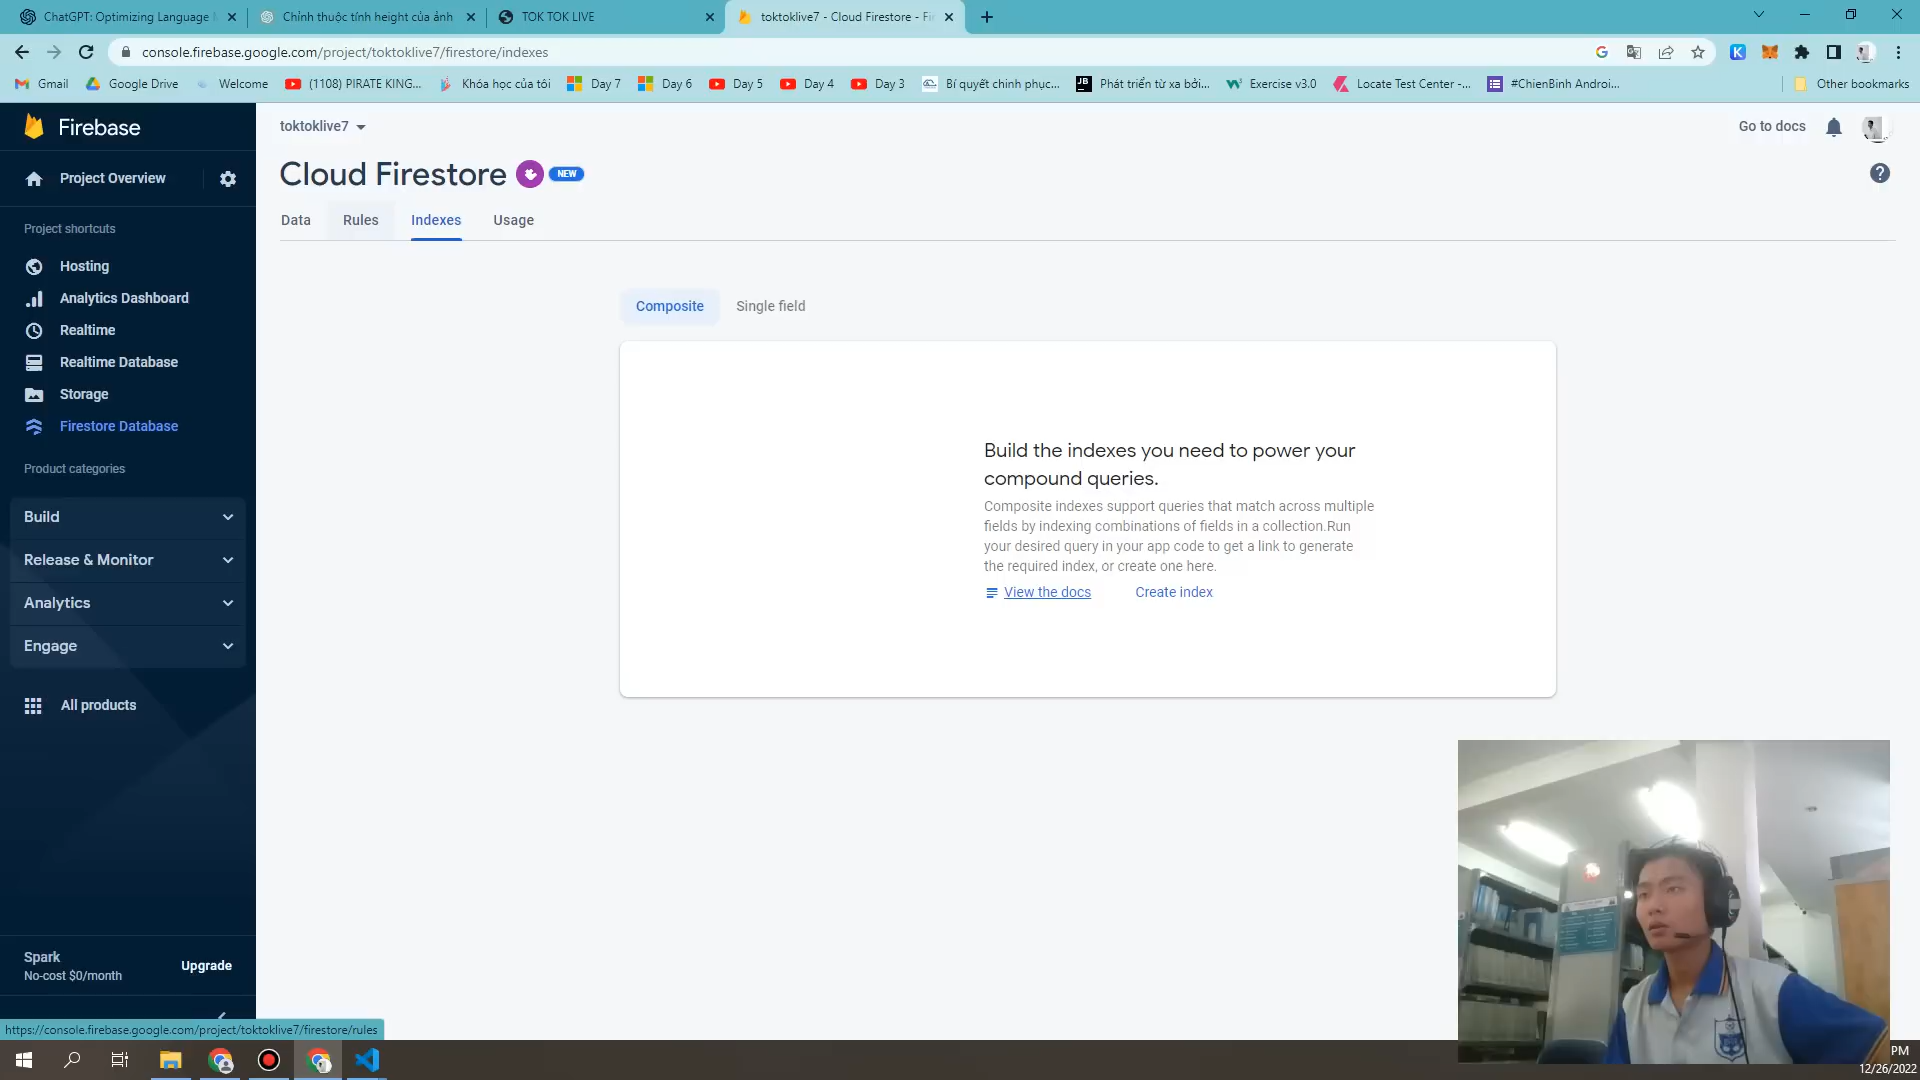 ChatGPT: Optimizing Language
Chỉnh thuộc tính height của ảnh
TOK TOK LIVE
toktoklive7 - Cloud Firestore - Fi
console.firebase.google.com/project/toktoklive7/firestore/indexes
Gmail
Google Drive
Welcome
(1108) PIRATE KING...
Khóa học của tôi
Day 7
Day 6
Day 5
Day 4
Day 3
Bí quyết chinh phục...
Phát triển từ xa bởi...
Exercise v3.0
Locate Test Center -...
#ChienBinh Androi...
Other bookmarks
Firebase
toktoklive7
Go to docs
Project Overview
Cloud Firestore
NEW
Data
Rules
Indexes
Usage
Project shortcuts
Hosting
Analytics Dashboard
Realtime
Realtime Database
Storage
Firestore Database
Product categories
Build
Release & Monitor
Analytics
Engage
All products
Composite
Single field
Build the indexes you need to power your
compound queries.
Composite indexes support queries that match across multiple
fields by indexing combinations of fields in a collection.Run
your desired query in your app code to get a link to generate
the required index, or create one here.
View the docs
Create index
Spark
No-cost $0/month
Upgrade
https://console.firebase.google.com/project/toktoklive7/firestore/rules
PM
12/26/2022